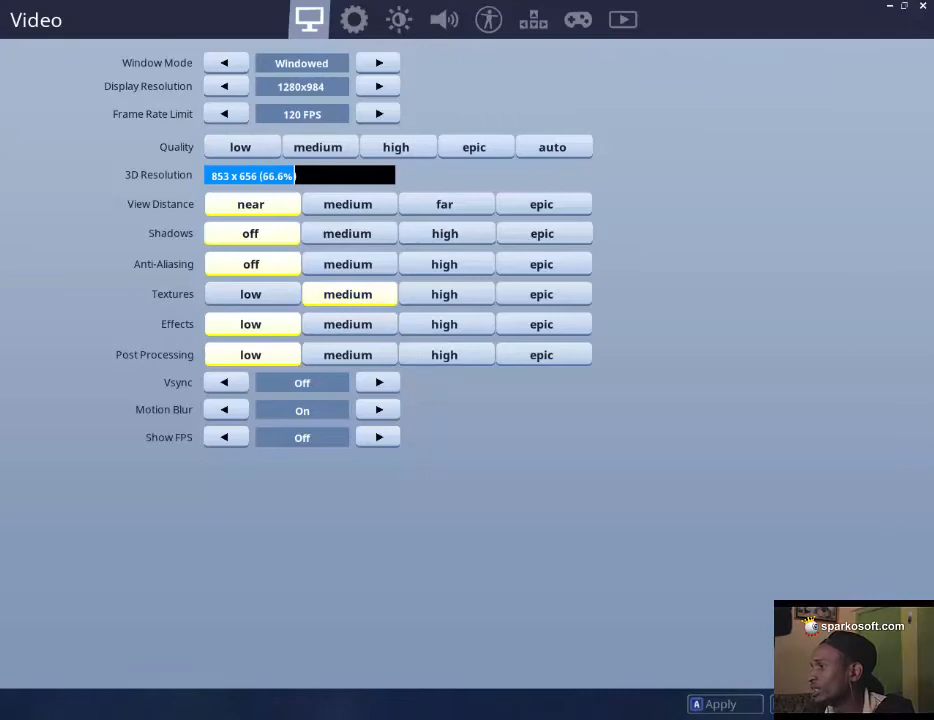 Video
Window Mode ◄ Windowed ►
Display Resolution ◄ 1280x984 ►
Frame Rate Limit ◄ 120 FPS ►
Quality low medium high epic auto
3D Resolution 853 x 656 (66.6%)
View Distance near medium far epic
Shadows off medium high epic
Anti-Aliasing off medium high epic
Textures low medium high epic
Effects low medium high epic
Post Processing low medium high epic
Vsync ◄ Off ►
Motion Blur ◄ On ►
Show FPS ◄ Off ►
sparkosoft.com
A Apply